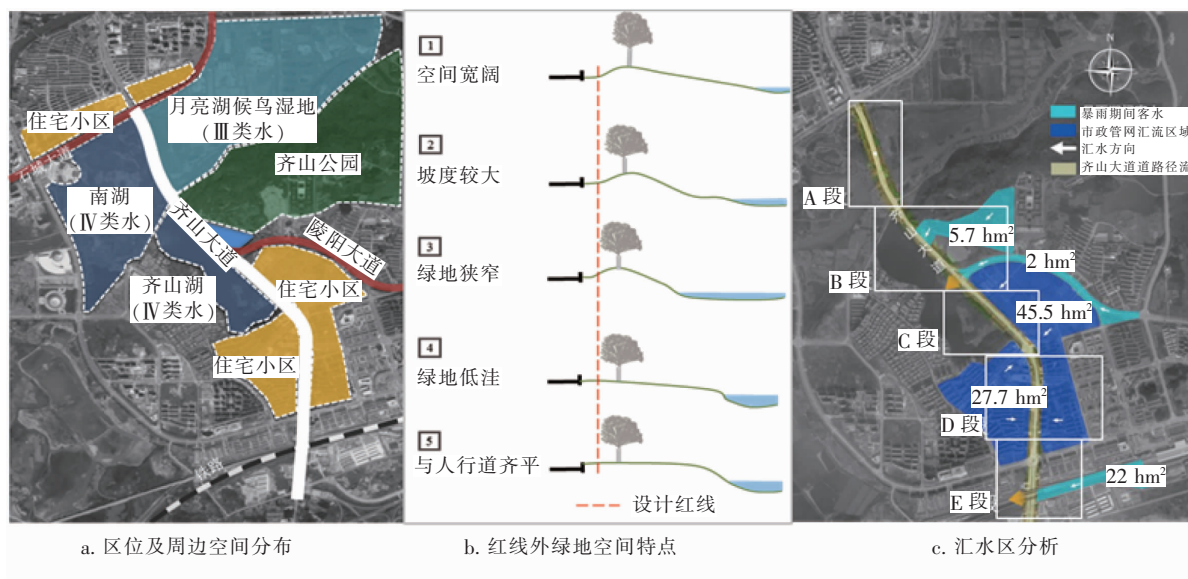 住宅小区
月亮湖候鸟湿地
(Ⅲ类水)
齐山公园
南湖
(Ⅳ类水)
齐山大道
陵阳大道
齐山湖
(Ⅳ类水)
住宅小区
住宅小区
铁路
a. 区位及周边空间分布
1
空间宽阔
2
坡度较大
3
绿地狭窄
4
绿地低洼
5
与人行道齐平
设计红线
b. 红线外绿地空间特点
N
暴雨期间客水
市政管网汇流区域
汇水方向
齐山大道道路径流
A 段
5.7 hm²
2 hm²
B 段
45.5 hm²
C 段
27.7 hm²
D 段
22 hm²
E 段
c. 汇水区分析